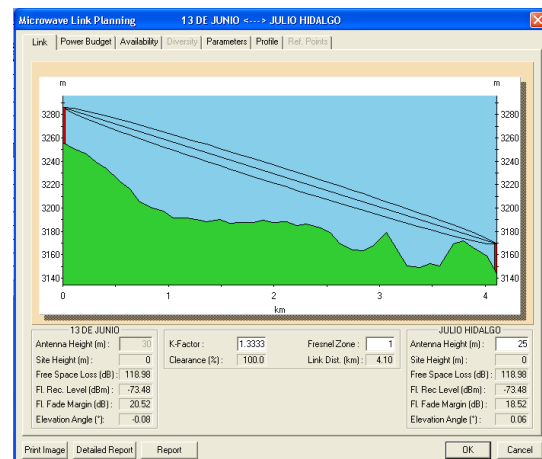 Microwave Link Planning 13 DE JUNIO <---> JULIO HIDALGO
Link Power Budget Availability Diversity Parameters Profile Ref. Points
m m
3280 3280
3260 3260
3240 3240
3220 3220
3200 3200
3180 3180
3160 3160
3140 3140
0 1 2 3 4
km
13 DE JUNIO
Antenna Height (m) : 30
Site Height (m) : 0
Free Space Loss (dB) : 118.98
Fl. Rec. Level (dBm) : -73.48
Fl. Fade Margin (dB) : 20.52
Elevation Angle (°): -0.08
K-Factor : 1.3333 Fresnel Zone : 1
Clearance (%) : 100.0 Link Dist. (km) : 4.10
JULIO HIDALGO
Antenna Height (m) : 25
Site Height (m) : 0
Free Space Loss (dB) : 118.98
Fl. Rec Level (dBm) : -73.48
Fl. Fade Margin (dB) : 18.52
Elevation Angle (°) : 0.06
Print Image Detailed Report Report OK Cancel